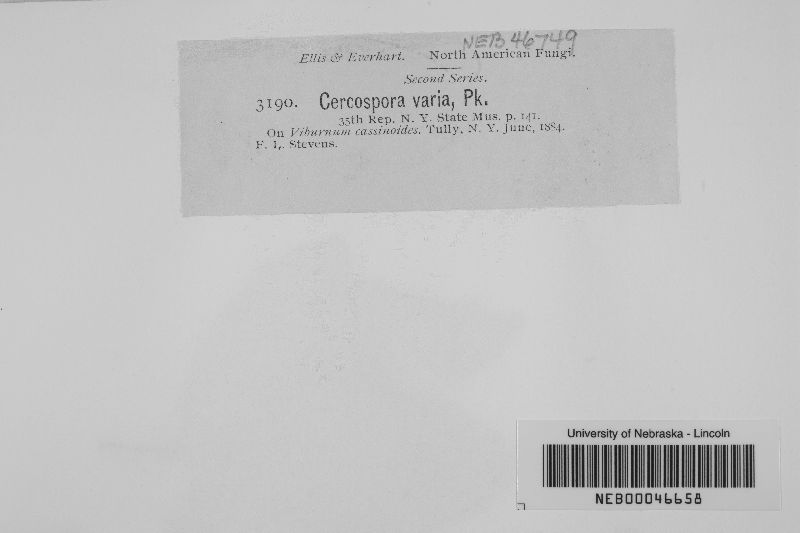 NEB 46749
Ellis & Everhart. North American Fungi.
Second Series.
3190. Cercospora varia, Pk.
35th Rep. N. Y. State Mus. p. 141.
On Viburnum cassinoides. Tully, N. Y. June, 1884.
F. L. Stevens.
University of Nebraska - Lincoln
NEB00046658